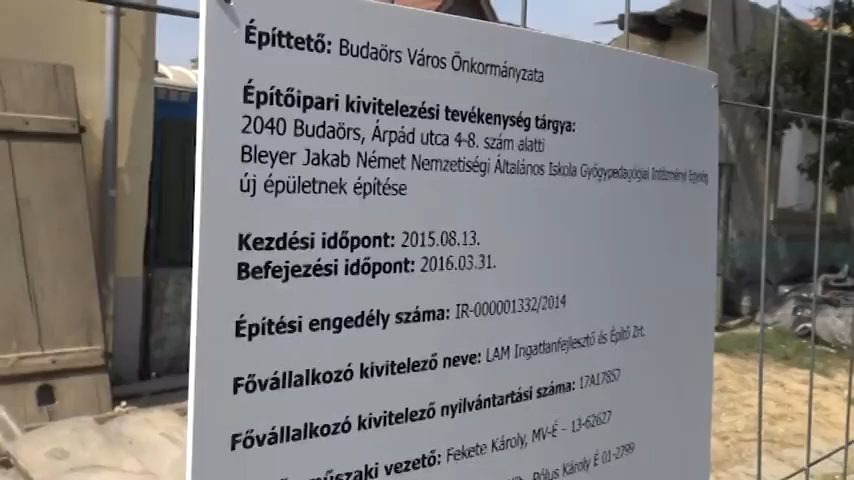 Építtető: Budaörs Város Önkormányzata
Építőipari kivitelezési tevékenység tárgya:
2040 Budaörs, Árpád utca 4-8. szám alatti
Bleyer Jakab Német Nemzetiségi Általános Iskola Gyógypedagógiai Intézményi Egység
új épületnek építése
Kezdési időpont: 2015.08.13.
Befejezési időpont: 2016.03.31.
Építési engedély száma: IR-000001332/2014
Fővállalkozó kivitelező neve: LAM Ingatlanfejlesztő és Építő Zrt.
Fővállalkozó kivitelező nyilvántartási száma: 17A17857
műszaki vezető: Fekete Károly, MV-É – 13-62627
Bólus Károly É 01-2799